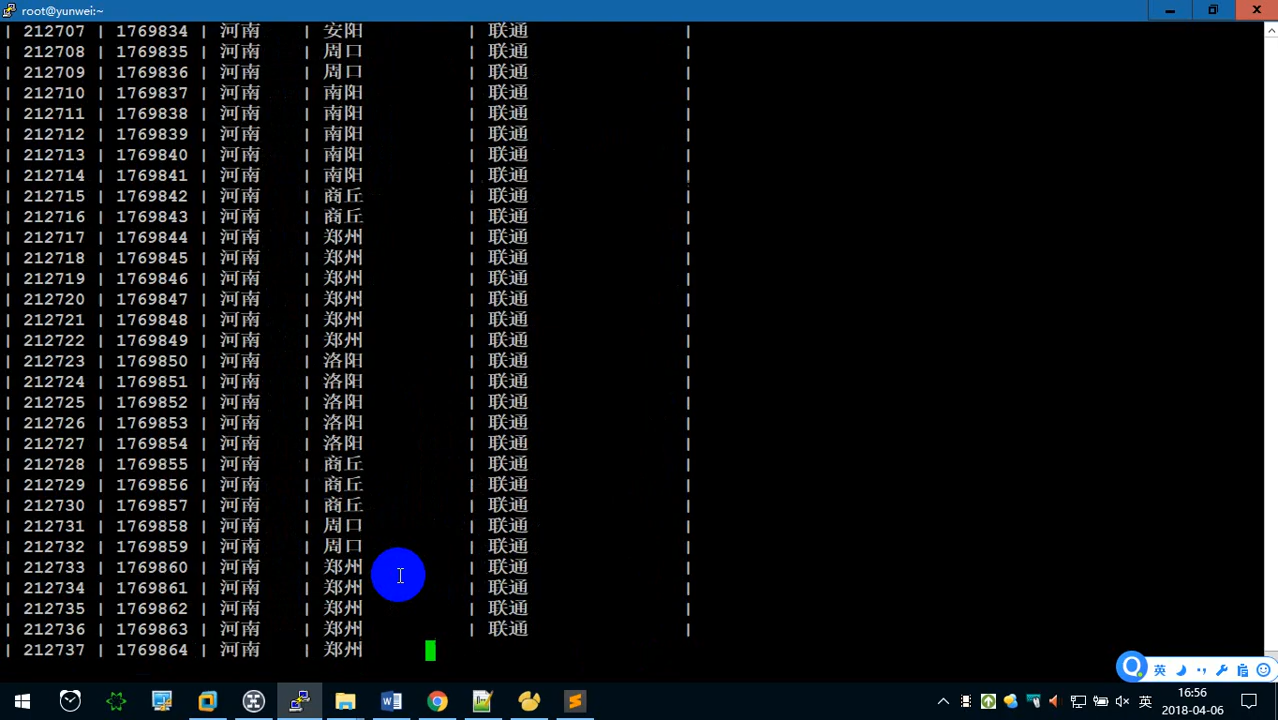 root@yunwei:~
| 212707 | 1769834 | 河南 | 安阳 | 联通 |
| 212708 | 1769835 | 河南 | 周口 | 联通 |
| 212709 | 1769836 | 河南 | 周口 | 联通 |
| 212710 | 1769837 | 河南 | 南阳 | 联通 |
| 212711 | 1769838 | 河南 | 南阳 | 联通 |
| 212712 | 1769839 | 河南 | 南阳 | 联通 |
| 212713 | 1769840 | 河南 | 南阳 | 联通 |
| 212714 | 1769841 | 河南 | 南阳 | 联通 |
| 212715 | 1769842 | 河南 | 商丘 | 联通 |
| 212716 | 1769843 | 河南 | 商丘 | 联通 |
| 212717 | 1769844 | 河南 | 郑州 | 联通 |
| 212718 | 1769845 | 河南 | 郑州 | 联通 |
| 212719 | 1769846 | 河南 | 郑州 | 联通 |
| 212720 | 1769847 | 河南 | 郑州 | 联通 |
| 212721 | 1769848 | 河南 | 郑州 | 联通 |
| 212722 | 1769849 | 河南 | 郑州 | 联通 |
| 212723 | 1769850 | 河南 | 洛阳 | 联通 |
| 212724 | 1769851 | 河南 | 洛阳 | 联通 |
| 212725 | 1769852 | 河南 | 洛阳 | 联通 |
| 212726 | 1769853 | 河南 | 洛阳 | 联通 |
| 212727 | 1769854 | 河南 | 洛阳 | 联通 |
| 212728 | 1769855 | 河南 | 商丘 | 联通 |
| 212729 | 1769856 | 河南 | 商丘 | 联通 |
| 212730 | 1769857 | 河南 | 商丘 | 联通 |
| 212731 | 1769858 | 河南 | 周口 | 联通 |
| 212732 | 1769859 | 河南 | 周口 | 联通 |
| 212733 | 1769860 | 河南 | 郑州 | 联通 |
| 212734 | 1769861 | 河南 | 郑州 | 联通 |
| 212735 | 1769862 | 河南 | 郑州 | 联通 |
| 212736 | 1769863 | 河南 | 郑州 | 联通 |
| 212737 | 1769864 | 河南 | 郑州
英
英
16:56
2018-04-06